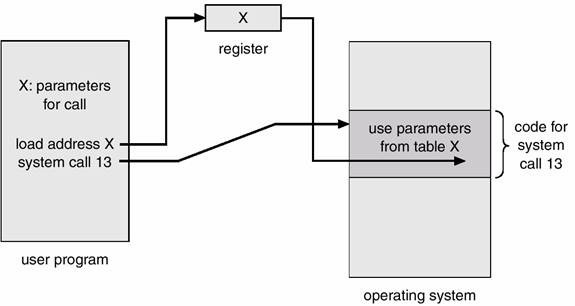 X
register
X: parameters
for call
load address X
system call 13
use parameters
from table X
code for
system
call 13
user program
operating system